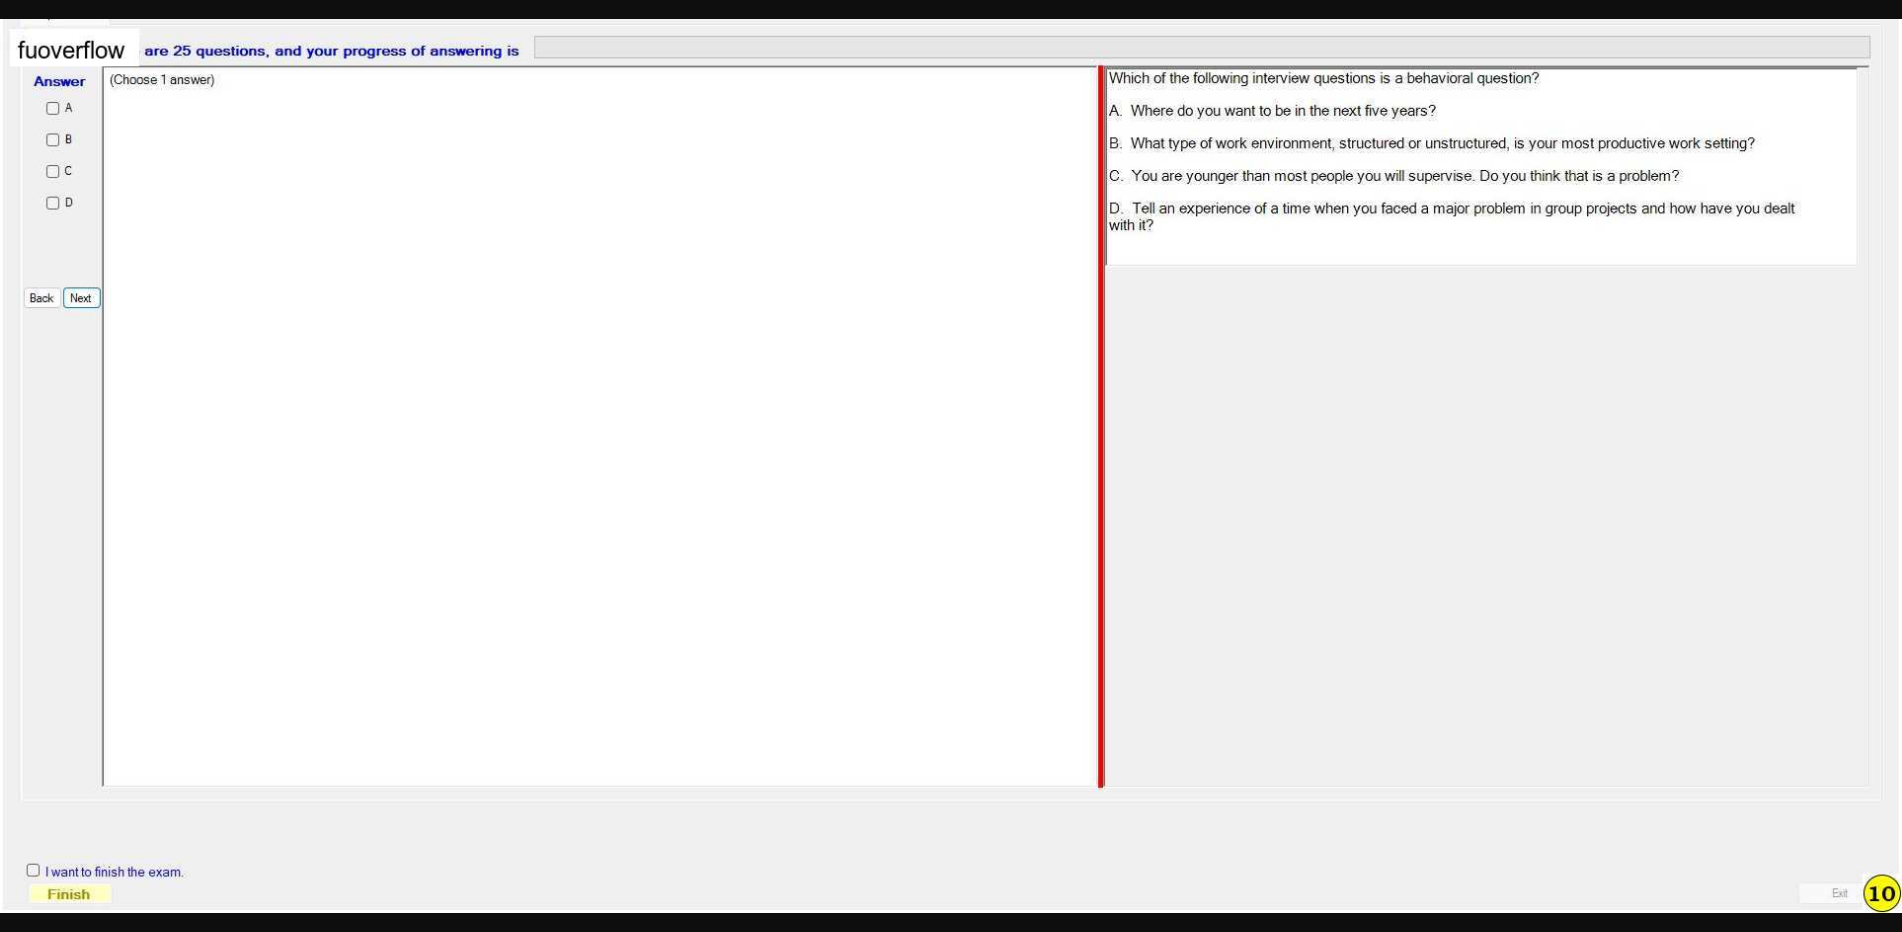 fuoverflow are 25 questions, and your progress of answering is
Answer
(Choose 1 answer)
A
B
C
D
Back Next
Which of the following interview questions is a behavioral question?
A. Where do you want to be in the next five years?
B. What type of work environment, structured or unstructured, is your most productive work setting?
C. You are younger than most people you will supervise. Do you think that is a problem?
D. Tell an experience of a time when you faced a major problem in group projects and how have you dealt
with it?
I want to finish the exam.
Finish
Exit
10